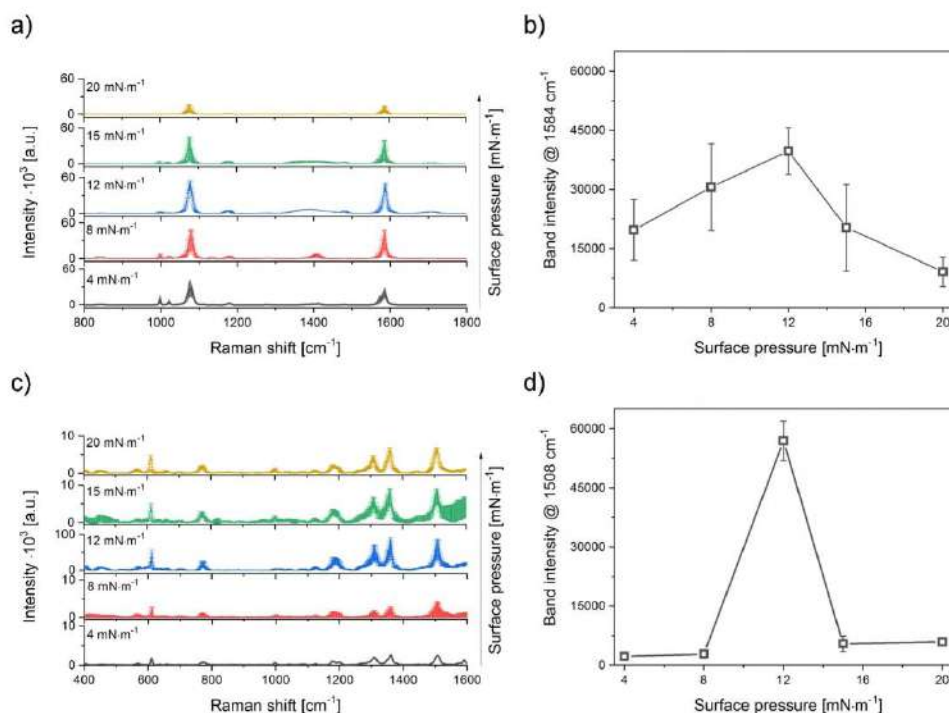 a)
60
20 mN·m⁻¹
0
60
15 mN·m⁻¹
0
60
12 mN·m⁻¹
0
60
8 mN·m⁻¹
0
60
4 mN·m⁻¹
0
800 1000 1200 1400 1600 1800
Raman shift [cm⁻¹]
Intensity ·10³ [a.u.]
Surface pressure [mN·m⁻¹]
b)
60000
45000
30000
15000
0
4 8 12 16 20
Surface pressure [mN·m⁻¹]
Band intensity @ 1584 cm⁻¹
c)
10
20 mN·m⁻¹
0
10
15 mN·m⁻¹
0
100
12 mN·m⁻¹
0
10
8 mN·m⁻¹
0
10
4 mN·m⁻¹
0
400 600 800 1000 1200 1400 1600
Raman shift [cm⁻¹]
Intensity ·10³ [a.u.]
Surface pressure [mN·m⁻¹]
d)
60000
45000
30000
15000
0
4 8 12 16 20
Surface pressure [mN·m⁻¹]
Band intensity @ 1508 cm⁻¹